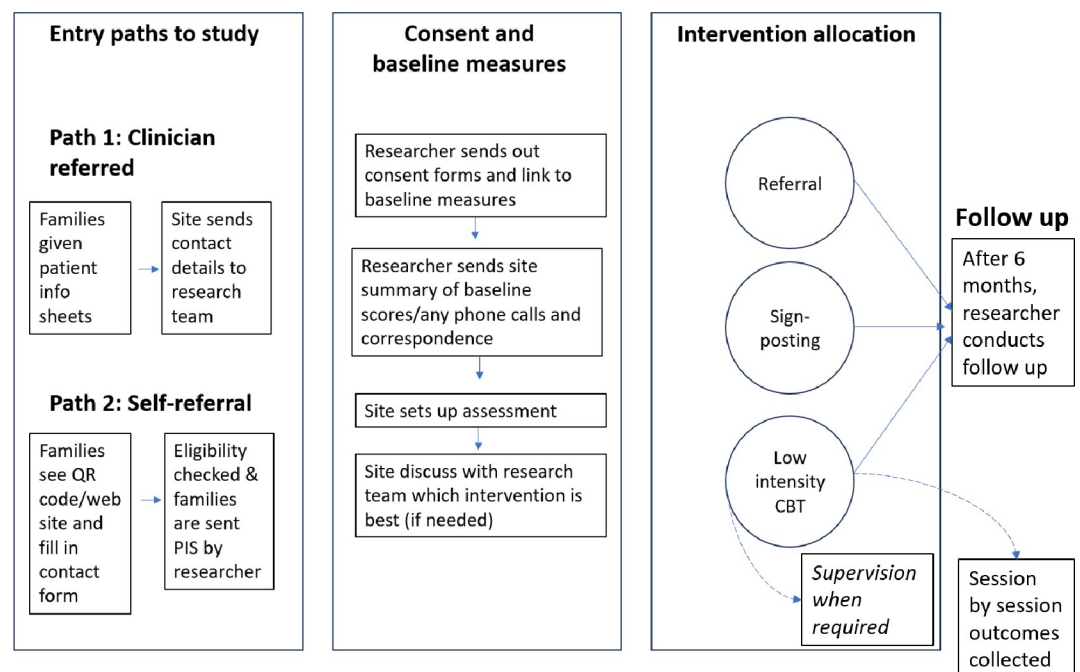 Entry paths to study
Path 1: Clinician
referred
Families
given
patient
info
sheets
Site sends
contact
details to
research
team
Path 2: Self-referral
Families
see QR
code/web
site and
fill in
contact
form
Eligibility
checked &
families
are sent
PIS by
researcher
Consent and
baseline measures
Researcher sends out
consent forms and link to
baseline measures
Researcher sends site
summary of baseline
scores/any phone calls and
correspondence
Site sets up assessment
Site discuss with research
team which intervention is
best (if needed)
Intervention allocation
Referral
Sign-
posting
Low
intensity
CBT
Supervision
when
required
Follow up
After 6
months,
researcher
conducts
follow up
Session
by session
outcomes
collected